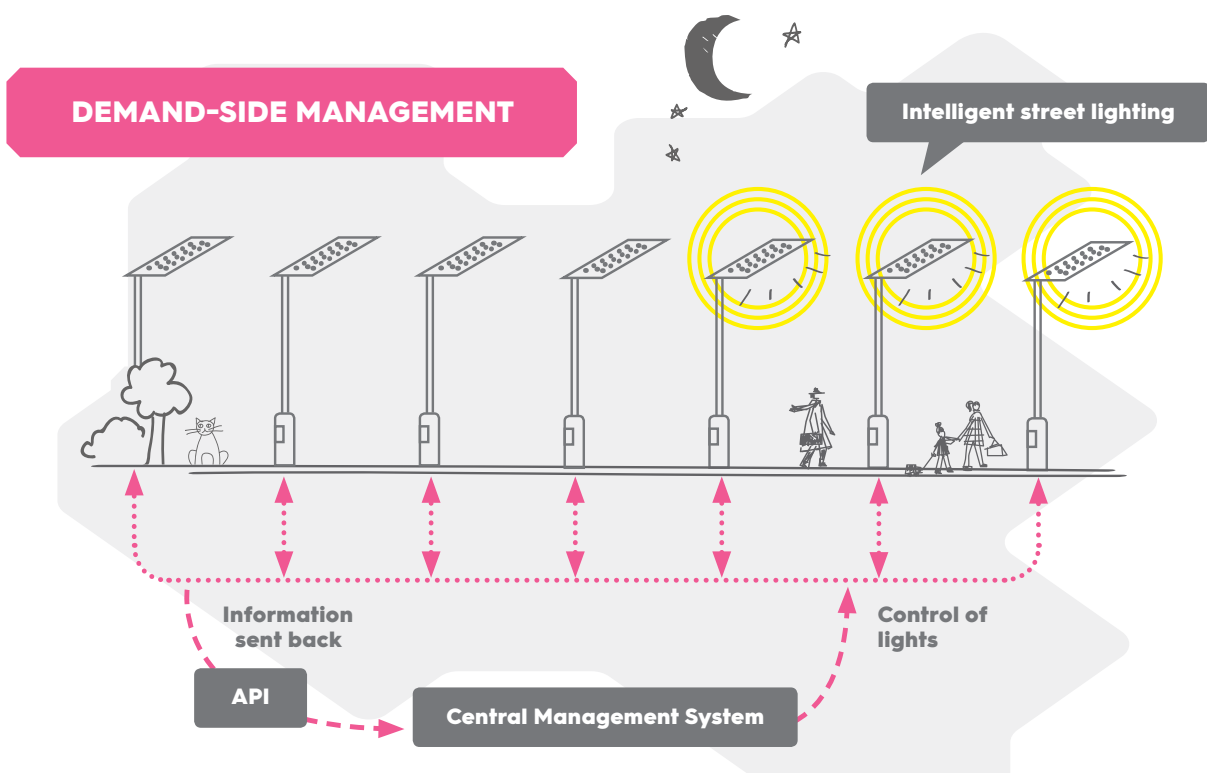 DEMAND-SIDE MANAGEMENT
Intelligent street lighting
Information
sent back
Control of
lights
API
Central Management System